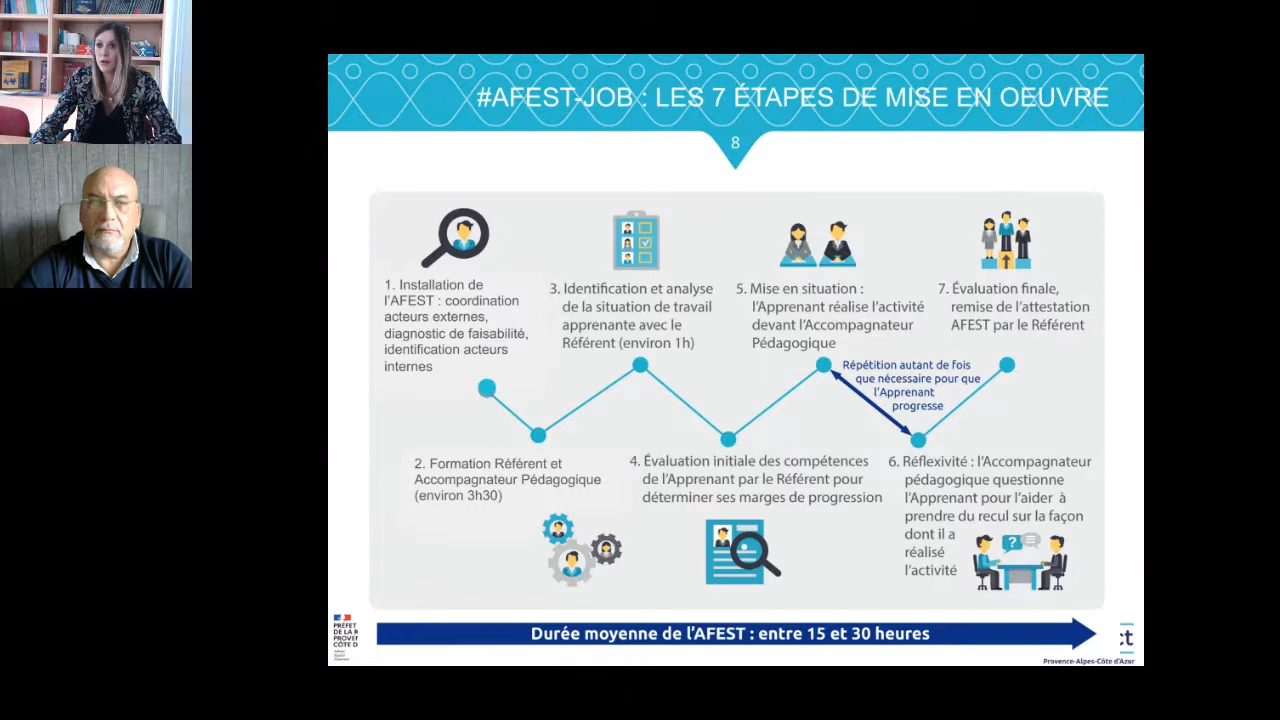 #AFEST-JOB : LES 7 ÉTAPES DE MISE EN OEUVRE
8
1. Installation de
l'AFEST : coordination
acteurs externes,
diagnostic de faisabilité,
identification acteurs
internes
2. Formation Référent et
Accompagnateur Pédagogique
(environ 3h30)
3. Identification et analyse
de la situation de travail
apprenante avec le
Référent (environ 1h)
4. Évaluation initiale des compétences
de l'Apprenant par le Référent pour
déterminer ses marges de progression
5. Mise en situation :
l'Apprenant réalise l'activité
devant l'Accompagnateur
Pédagogique
Répétition autant de fois
que nécessaire pour que
l'Apprenant
progresse
6. Réflexivité : l'Accompagnateur
pédagogique questionne
l'Apprenant pour l'aider à
prendre du recul sur la façon
dont il a
réalisé
l'activité
7. Évaluation finale,
remise de l'attestation
AFEST par le Référent
Durée moyenne de l'AFEST : entre 15 et 30 heures
PRÉFET
DE LA R
PROVEN
CÔTE D
ct
Provence-Alpes-Côte d'Azur